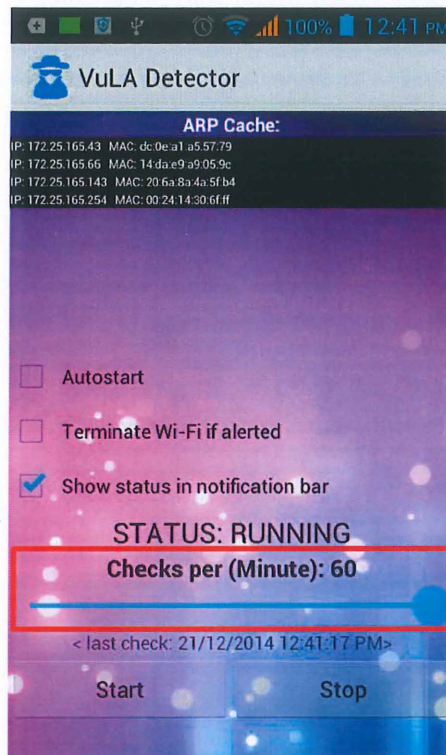 100% 12:41 PM
VuLA Detector
ARP Cache:
IP: 172.25.165.43 MAC: dc:0e:a1:a5:57:79
IP: 172.25.165.66 MAC: 14:da:e9:a9:05:9c
IP: 172.25.165.143 MAC: 20:6a:8a:4a:5f:b4
IP: 172.25.165.254 MAC: 00:24:14:30:6f:ff
Autostart
Terminate Wi-Fi if alerted
Show status in notification bar
STATUS: RUNNING
Checks per (Minute): 60
< last check: 21/12/2014 12:41:17 PM>
Start Stop